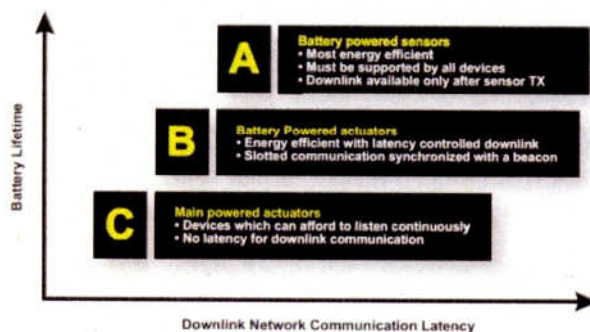 Battery Lifetime
A
Battery powered sensors
• Most energy efficient
• Must be supported by all devices
• Downlink available only after sensor TX
B
Battery Powered actuators
• Energy efficient with latency controlled downlink
• Slotted communication synchronized with a beacon
C
Main powered actuators
• Devices which can afford to listen continuously
• No latency for downlink communication
Downlink Network Communication Latency